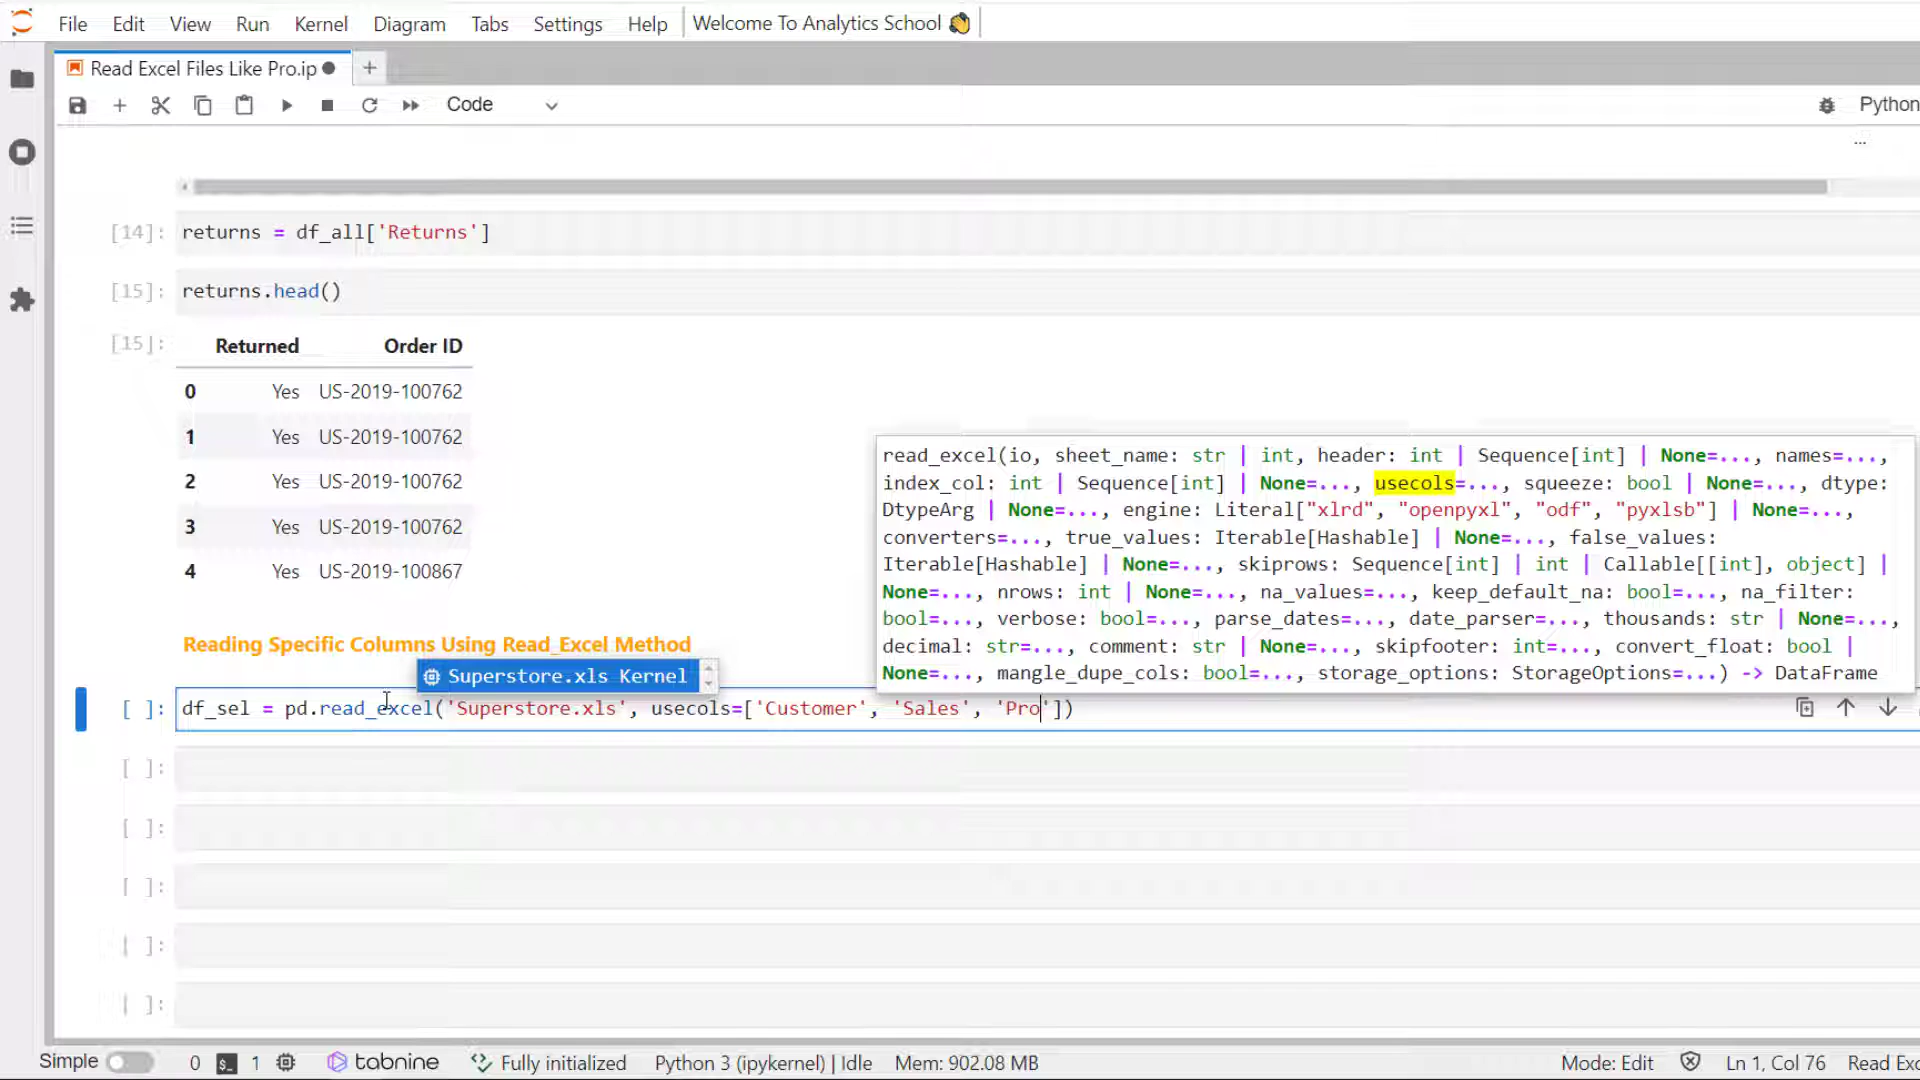 File Edit View Run Kernel Diagram Tabs Settings Help Welcome To Analytics School
Read Excel Files Like Pro.ip
Code
Python
...
[14]: returns = df_all['Returns']
[15]: returns.head()
[15]: Returned Order ID
0 Yes US-2019-100762
1 Yes US-2019-100762
2 Yes US-2019-100762
3 Yes US-2019-100762
4 Yes US-2019-100867
read_excel(io, sheet_name: str | int, header: int | Sequence[int] | None=..., names=...,
index_col: int | Sequence[int] | None=..., usecols=..., squeeze: bool | None=..., dtype:
DtypeArg | None=..., engine: Literal["xlrd", "openpyxl", "odf", "pyxlsb"] | None=...,
converters=..., true_values: Iterable[Hashable] | None=..., false_values:
Iterable[Hashable] | None=..., skiprows: Sequence[int] | int | Callable[[int], object] |
None=..., nrows: int | None=..., na_values=..., keep_default_na: bool=..., na_filter:
bool=..., verbose: bool=..., parse_dates=..., date_parser=..., thousands: str | None=...,
decimal: str=..., comment: str | None=..., skipfooter: int=..., convert_float: bool |
None=..., mangle_dupe_cols: bool=..., storage_options: StorageOptions=...) -> DataFrame
Reading Specific Columns Using Read_Excel Method
Superstore.xls Kernel
[ ]: df_sel = pd.read_excel('Superstore.xls', usecols=['Customer', 'Sales', 'Pro'])
[ ]:
[ ]:
[ ]:
[ ]:
[ ]:
Simple 0 1 tabnine Fully initialized Python 3 (ipykernel) | Idle Mem: 902.08 MB Mode: Edit Ln 1, Col 76 Read Exc